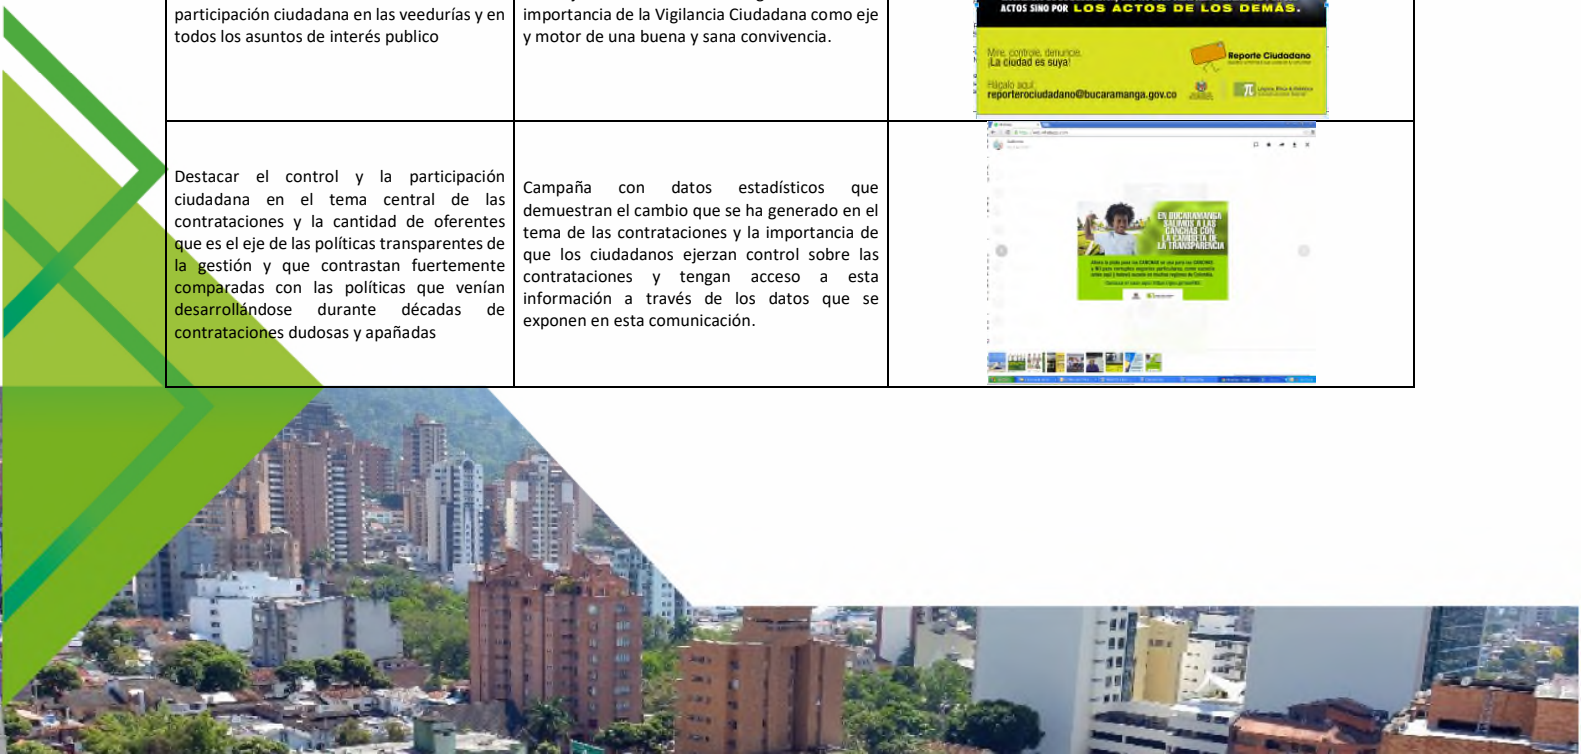 participación ciudadana en las veedurías y en
todos los asuntos de interés publico
importancia de la Vigilancia Ciudadana como eje
y motor de una buena y sana convivencia.
ACTOS SINO POR LOS ACTOS DE LOS DEMÁS.
Mire, controle, denuncie.
¡La ciudad es suya!
Hágalo aquí:
reporterociudadano@bucaramanga.gov.co
Reporte Ciudadano
Destacar el control y la participación
ciudadana en el tema central de las
contrataciones y la cantidad de oferentes
que es el eje de las políticas transparentes de
la gestión y que contrastan fuertemente
comparadas con las políticas que venían
desarrollándose durante décadas de
contrataciones dudosas y apañadas
Campaña con datos estadísticos que
demuestran el cambio que se ha generado en el
tema de las contrataciones y la importancia de
que los ciudadanos ejerzan control sobre las
contrataciones y tengan acceso a esta
información a través de los datos que se
exponen en esta comunicación.
EN BUCARAMANGA
SALIMOS A LAS
CANCHAS CON
LA CAMISETA DE
LA TRANSPARENCIA